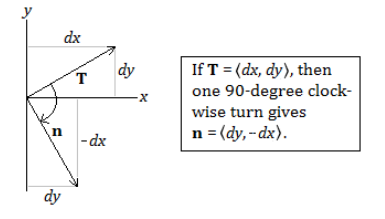 y
dx
T
dy
x
n
-dx
dy
If T = ⟨dx, dy⟩, then
one 90-degree clock-
wise turn gives
n = ⟨dy,-dx⟩.